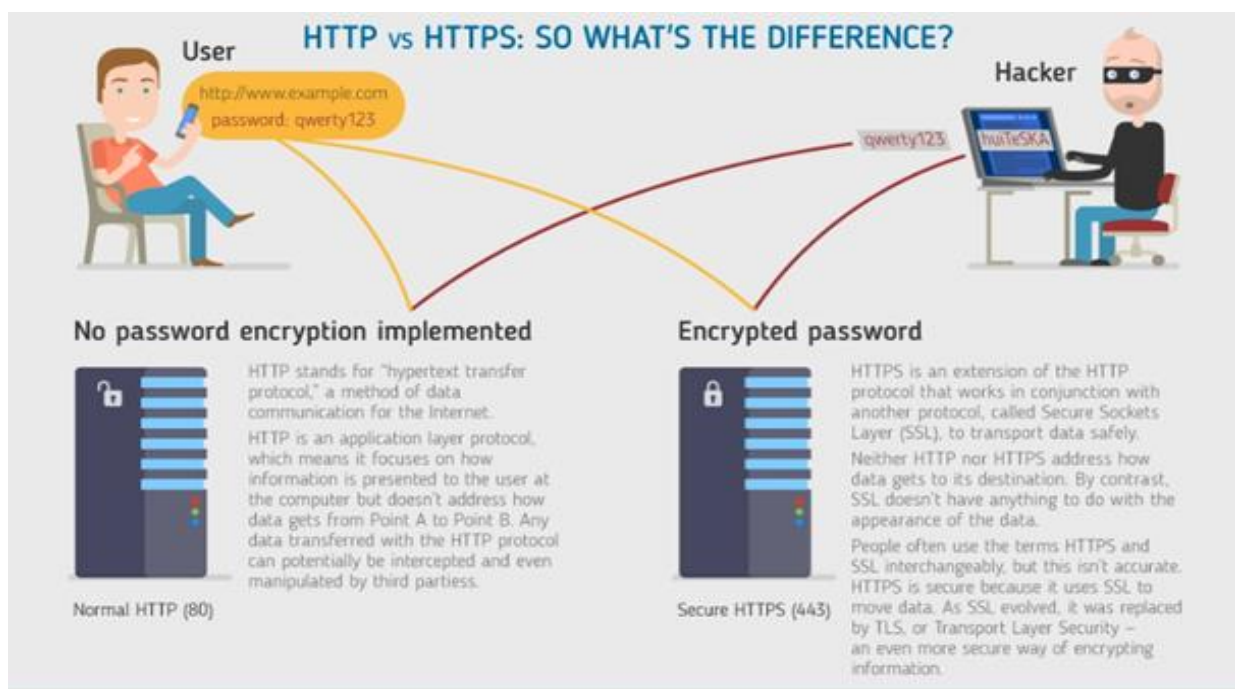 HTTP vs HTTPS: SO WHAT'S THE DIFFERENCE?
User
http://www.example.com
password: qwerty123
Hacker
qwerty123
huiTeSKA
No password encryption implemented
HTTP stands for "hypertext transfer
protocol," a method of data
communication for the Internet.
HTTP is an application layer protocol,
which means it focuses on how
information is presented to the user at
the computer but doesn't address how
data gets from Point A to Point B. Any
data transferred with the HTTP protocol
can potentially be intercepted and even
manipulated by third partiess.
Normal HTTP (80)
Encrypted password
HTTPS is an extension of the HTTP
protocol that works in conjunction with
another protocol, called Secure Sockets
Layer (SSL), to transport data safely.
Neither HTTP nor HTTPS address how
data gets to its destination. By contrast,
SSL doesn't have anything to do with the
appearance of the data.
People often use the terms HTTPS and
SSL interchangeably, but this isn't accurate.
HTTPS is secure because it uses SSL to
move data. As SSL evolved, it was replaced
by TLS, or Transport Layer Security –
an even more secure way of encrypting
information.
Secure HTTPS (443)